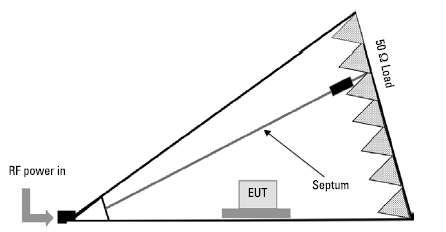 50 Ω Load
RF power in
EUT
Septum